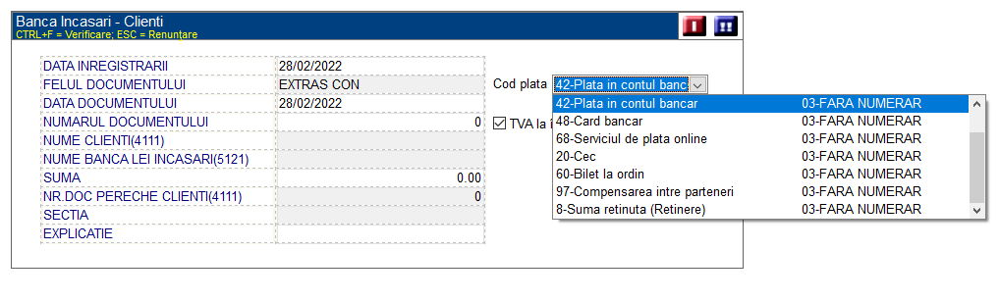 Banca Incasari - Clienti
CTRL+F = Verificare; ESC = Renunțare
DATA INREGISTRARII 28/02/2022
FELUL DOCUMENTULUI EXTRAS CON
DATA DOCUMENTULUI 28/02/2022
NUMARUL DOCUMENTULUI 0
NUME CLIENTI(4111)
NUME BANCA LEI INCASARI(5121)
SUMA 0.00
NR.DOC PERECHE CLIENTI(4111) 0
SECTIA
EXPLICATIE
Cod plata 42-Plata in contul banc
TVA la
42-Plata in contul bancar 03-FARA NUMERAR
48-Card bancar 03-FARA NUMERAR
68-Serviciul de plata online 03-FARA NUMERAR
20-Cec 03-FARA NUMERAR
60-Bilet la ordin 03-FARA NUMERAR
97-Compensarea intre parteneri 03-FARA NUMERAR
8-Suma retinuta (Retinere) 03-FARA NUMERAR